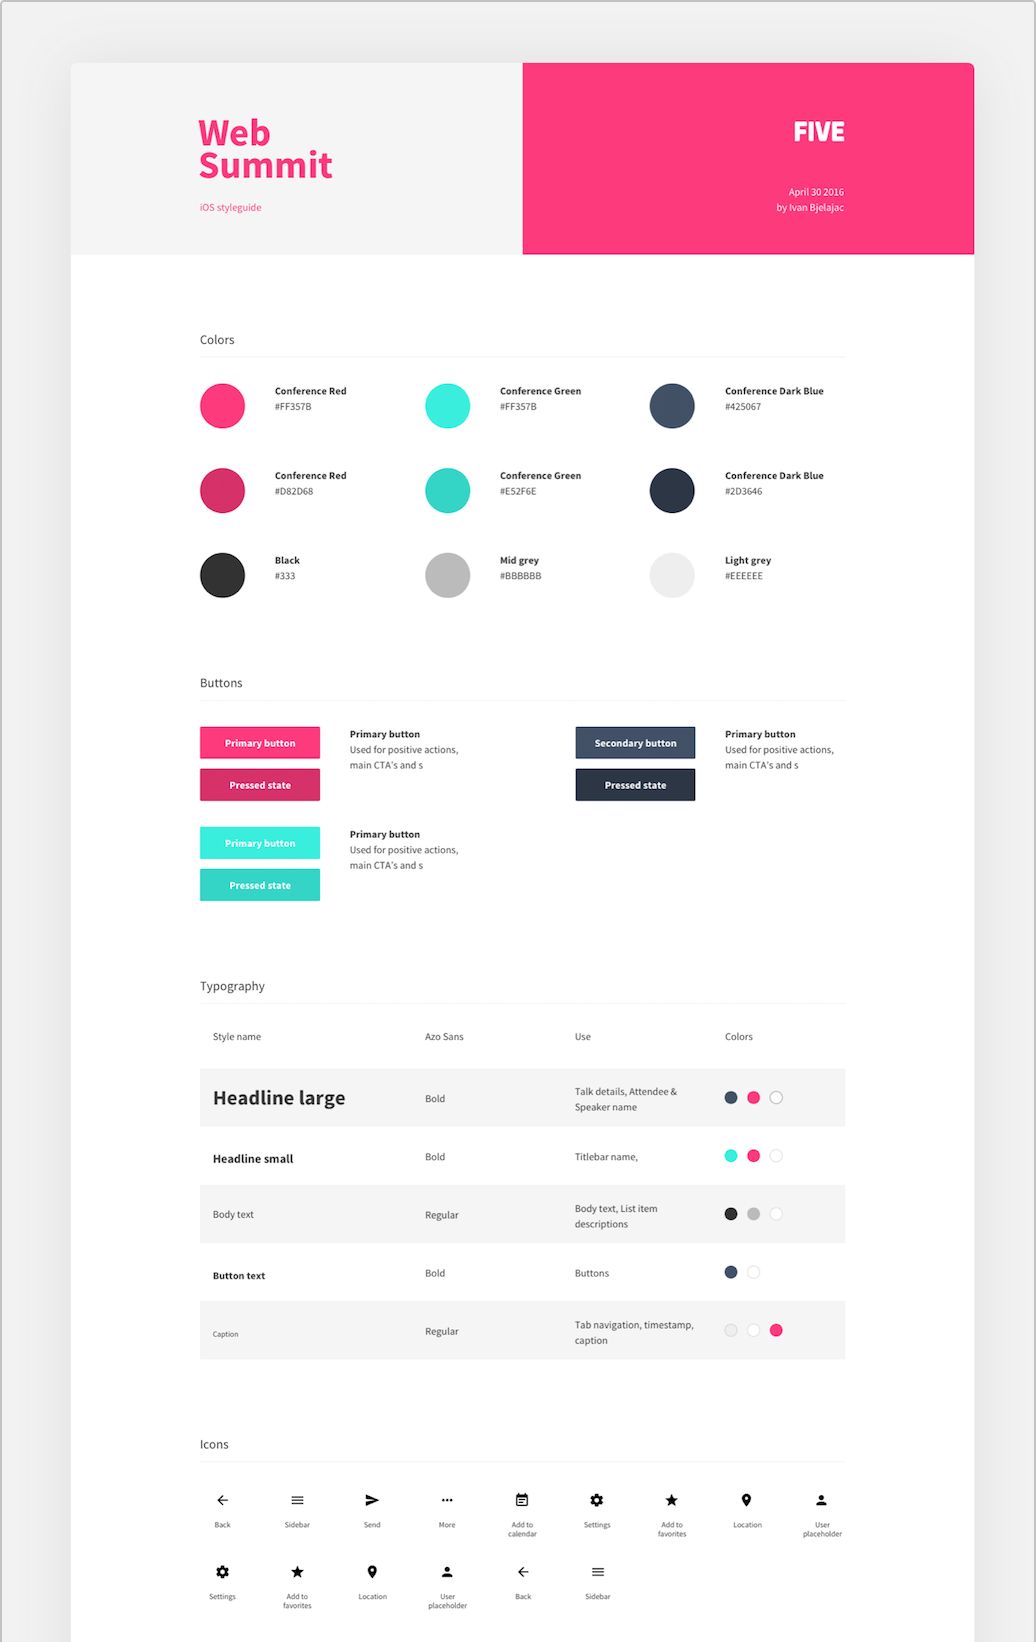 Web
Summit
iOS styleguide
FIVE
April 30 2016
by Ivan Bjelajac
Colors
Conference Red
#FF357B
Conference Green
#FF357B
Conference Dark Blue
#425067
Conference Red
#D82D68
Conference Green
#E52F6E
Conference Dark Blue
#2D3646
Black
#333
Mid grey
#BBBBBB
Light grey
#EEEEEE
Buttons
Primary button
Pressed state
Primary button
Used for positive actions,
main CTA's and s
Secondary button
Pressed state
Primary button
Used for positive actions,
main CTA's and s
Primary button
Pressed state
Primary button
Used for positive actions,
main CTA's and s
Typography
Style name
Azo Sans
Use
Colors
Headline large
Bold
Talk details, Attendee &
Speaker name
Headline small
Bold
Titlebar name,
Body text
Regular
Body text, List item
descriptions
Button text
Bold
Buttons
Caption
Regular
Tab navigation, timestamp,
caption
Icons
Back
Sidebar
Send
More
Add to
calendar
Settings
Add to
favorites
Location
User
placeholder
Settings
Add to
favorites
Location
User
placeholder
Back
Sidebar